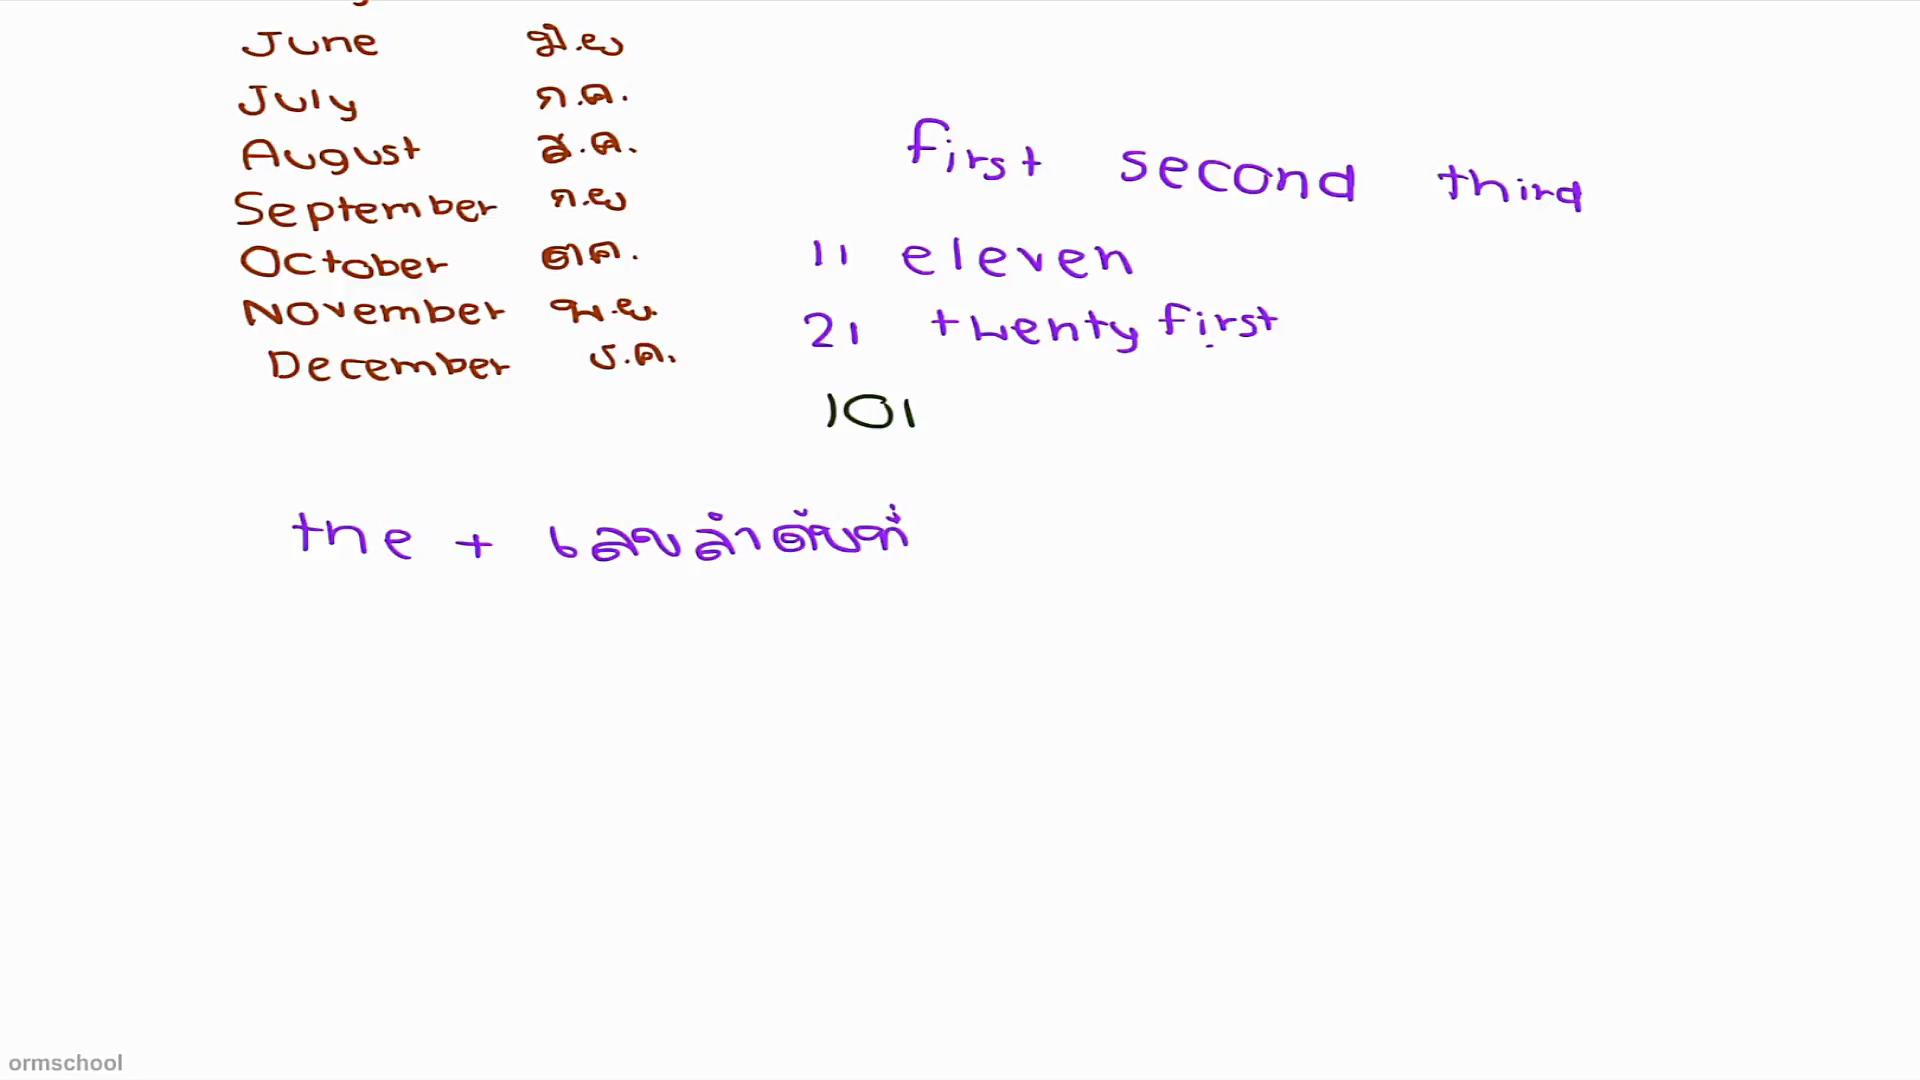 June มิ.ย
July ก.ค.
August ส.ค.
September ก.ย
October ตค.
November พ.ย.
December ธ.ค.
first second third
11 eleven
21 twenty first
101
the + เลขลำดับที่
ormschool